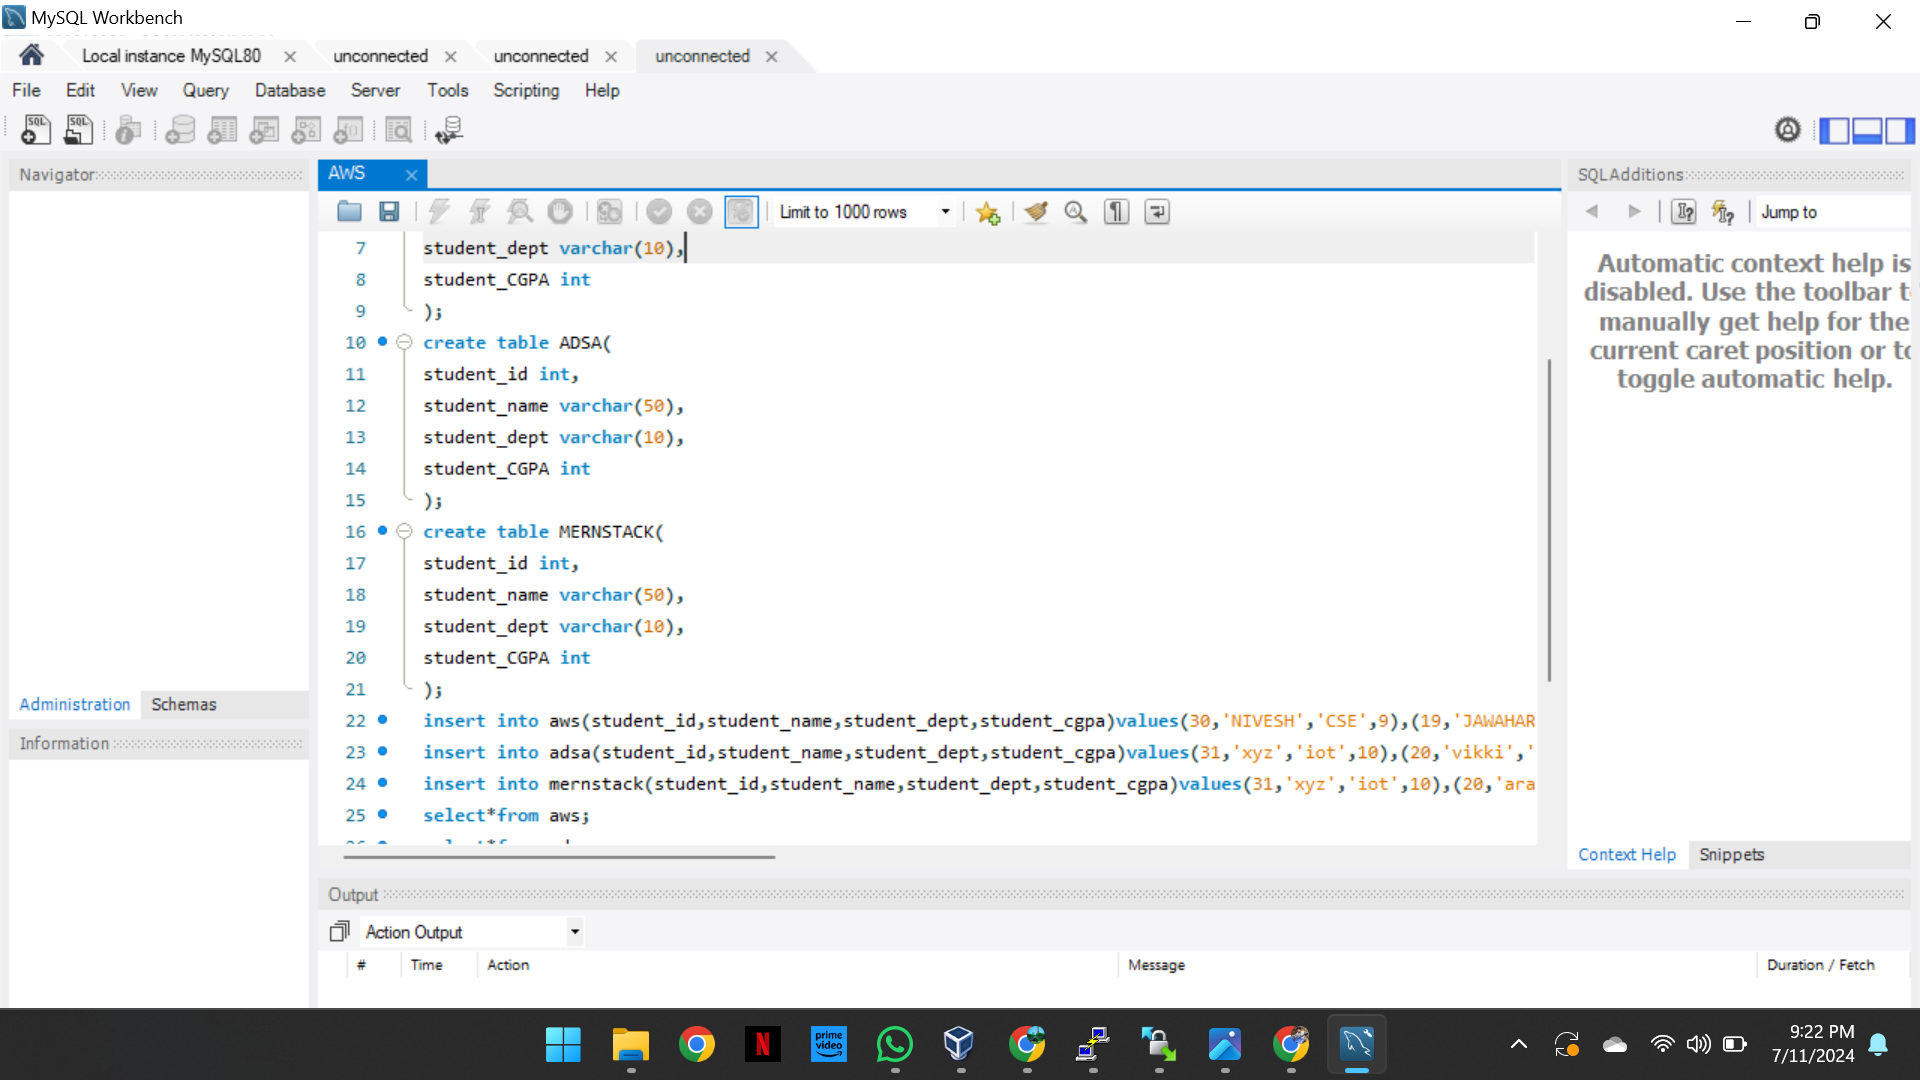 MySQL Workbench
Local instance MySQL80
unconnected
unconnected
unconnected
File Edit View Query Database Server Tools Scripting Help
Navigator
AWS
SQLAdditions
Limit to 1000 rows
Jump to
7 student_dept varchar(10),
8 student_CGPA int
9 );
10 create table ADSA(
11 student_id int,
12 student_name varchar(50),
13 student_dept varchar(10),
14 student_CGPA int
15 );
16 create table MERNSTACK(
17 student_id int,
18 student_name varchar(50),
19 student_dept varchar(10),
20 student_CGPA int
21 );
22 insert into aws(student_id,student_name,student_dept,student_cgpa)values(30,'NIVESH','CSE',9),(19,'JAWAHAR
23 insert into adsa(student_id,student_name,student_dept,student_cgpa)values(31,'xyz','iot',10),(20,'vikki','
24 insert into mernstack(student_id,student_name,student_dept,student_cgpa)values(31,'xyz','iot',10),(20,'ara
25 select*from aws;
Automatic context help is
disabled. Use the toolbar
manually get help for the
current caret position or
toggle automatic help.
Administration Schemas
Information
Context Help Snippets
Output
Action Output
# Time Action Message Duration / Fetch
prime
video
9:22 PM
7/11/2024